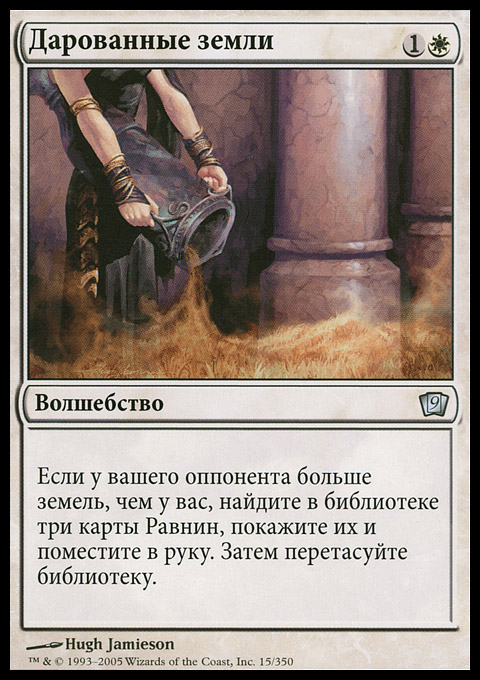 Дарованные земли
1
Волшебство
9
Если у вашего оппонента больше
земель, чем у вас, найдите в библиотеке
три карты Равнин, покажите их и
поместите в руку. Затем перетасуйте
библиотеку.
Hugh Jamieson
™ & © 1993–2005 Wizards of the Coast, Inc. 15/350